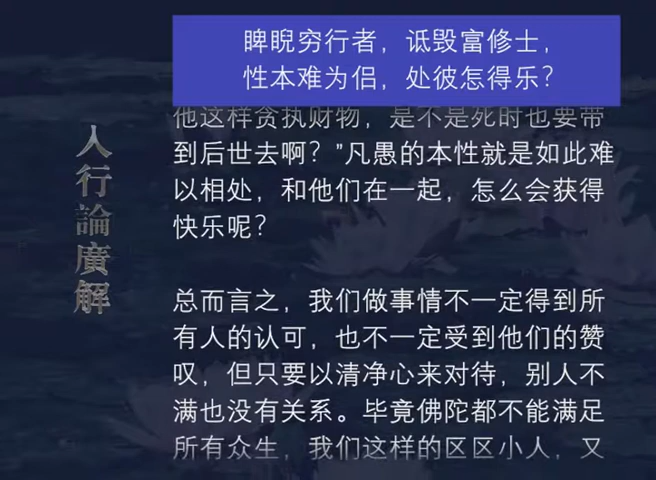 睥睨穷行者，诋毁富修士，
性本难为侣，处彼怎得乐？
他这样贪执财物，是不是死时也要带
到后世去啊？"凡愚的本性就是如此难
以相处，和他们在一起，怎么会获得
快乐呢？
总而言之，我们做事情不一定得到所
有人的认可，也不一定受到他们的赞
叹，但只要以清净心来对待，别人不
满也没有关系。毕竟佛陀都不能满足
所有众生，我们这样的区区小人，又
入行論廣解